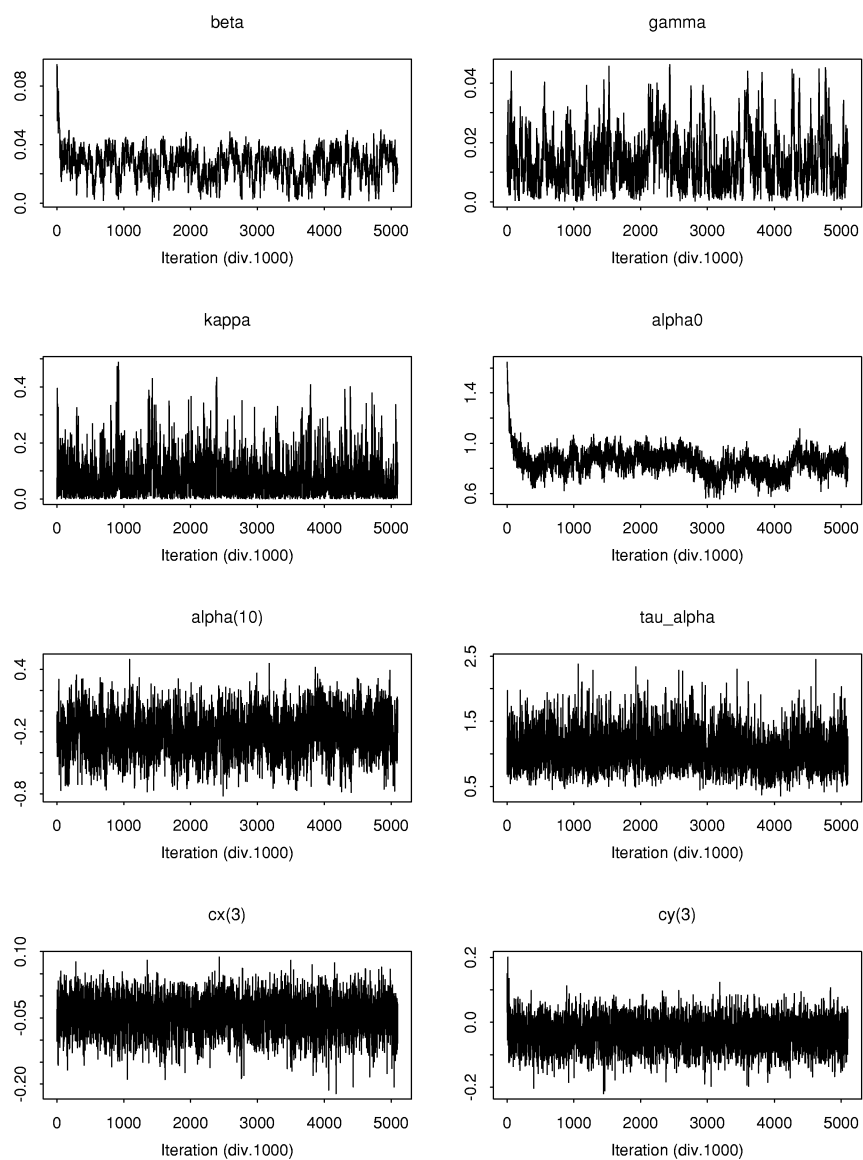 beta
0.08
0.04
0.0
0 1000 2000 3000 4000 5000
Iteration (div.1000)
gamma
0.04
0.02
0.0
0 1000 2000 3000 4000 5000
Iteration (div.1000)
kappa
0.4
0.2
0.0
0 1000 2000 3000 4000 5000
Iteration (div.1000)
alpha0
1.4
1.0
0.6
0 1000 2000 3000 4000 5000
Iteration (div.1000)
alpha(10)
0.4
-0.2
-0.8
0 1000 2000 3000 4000 5000
Iteration (div.1000)
tau_alpha
2.5
1.5
0.5
0 1000 2000 3000 4000 5000
Iteration (div.1000)
cx(3)
0.10
-0.05
-0.20
0 1000 2000 3000 4000 5000
Iteration (div.1000)
cy(3)
0.2
0.0
-0.2
0 1000 2000 3000 4000 5000
Iteration (div.1000)